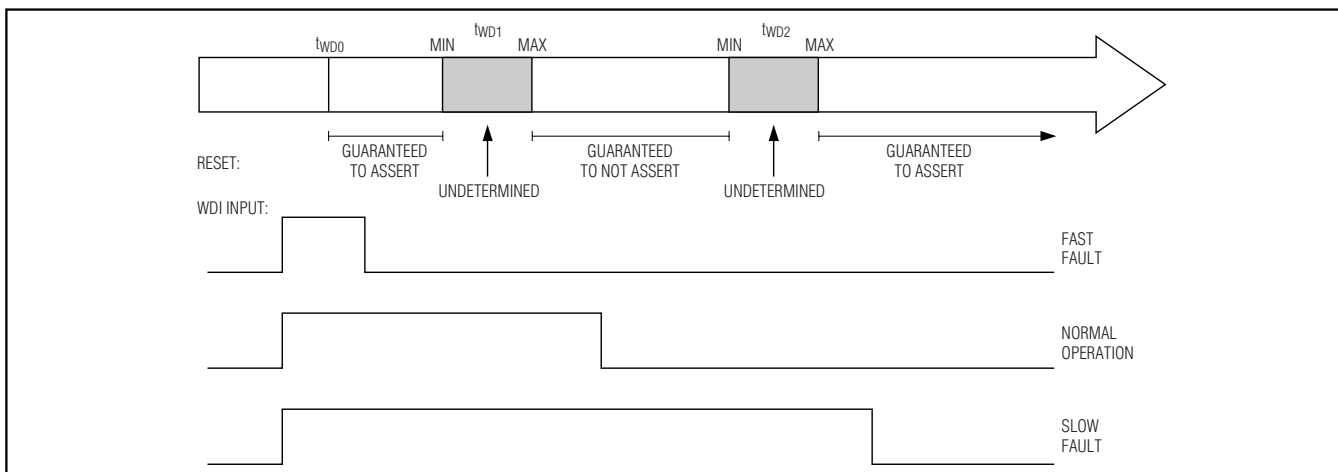 tWD1
tWD2
tWD0
MIN
MAX
MIN
MAX
RESET:
GUARANTEED
TO ASSERT
UNDETERMINED
GUARANTEED
TO NOT ASSERT
UNDETERMINED
GUARANTEED
TO ASSERT
WDI INPUT:
FAST
FAULT
NORMAL
OPERATION
SLOW
FAULT